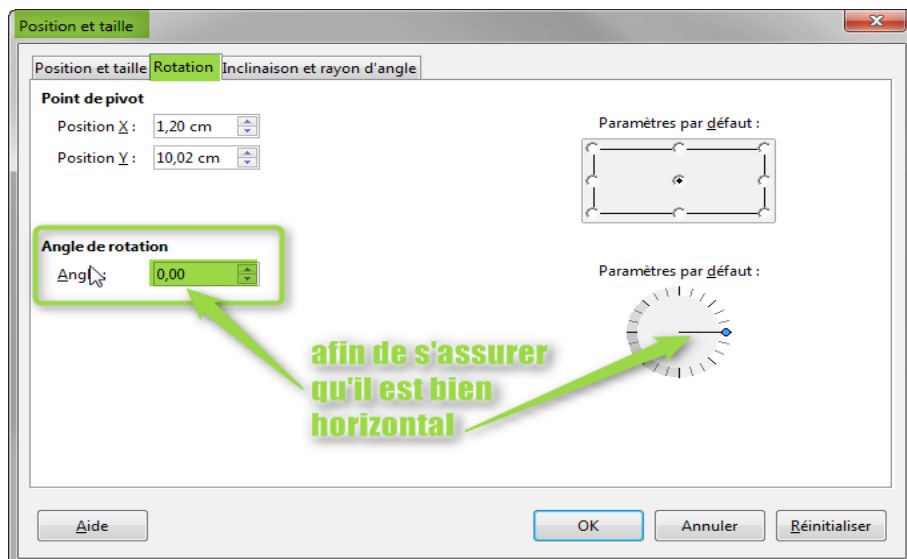 Position et taille
Position et taille Rotation Inclinaison et rayon d'angle
Point de pivot
Position X : 1,20 cm
Position Y : 10,02 cm
Paramètres par défaut :
Angle de rotation
Angle : 0,00
Paramètres par défaut :
afin de s'assurer
qu'il est bien
horizontal
Aide OK Annuler Réinitialiser